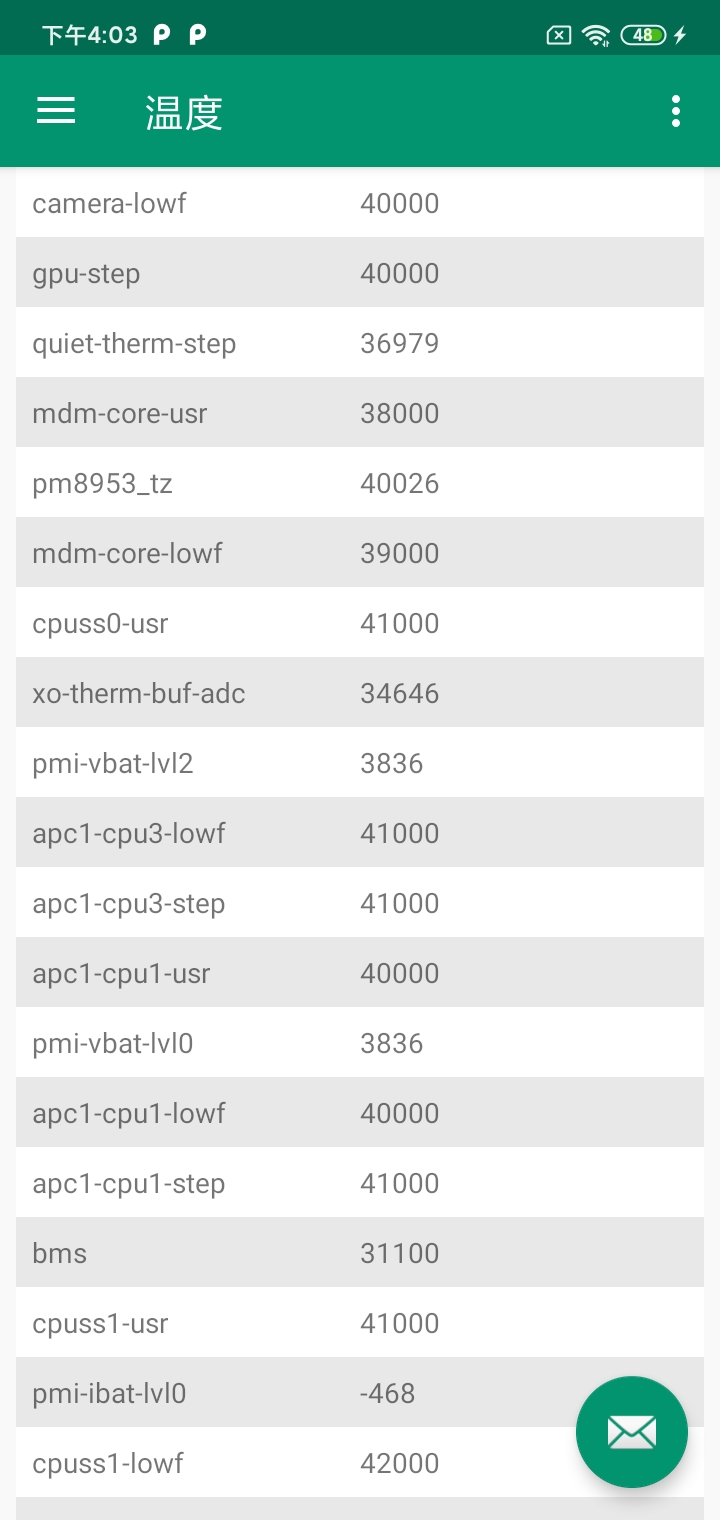 下午4:03
48
温度
camera-lowf 40000
gpu-step 40000
quiet-therm-step 36979
mdm-core-usr 38000
pm8953_tz 40026
mdm-core-lowf 39000
cpuss0-usr 41000
xo-therm-buf-adc 34646
pmi-vbat-lvl2 3836
apc1-cpu3-lowf 41000
apc1-cpu3-step 41000
apc1-cpu1-usr 40000
pmi-vbat-lvl0 3836
apc1-cpu1-lowf 40000
apc1-cpu1-step 41000
bms 31100
cpuss1-usr 41000
pmi-ibat-lvl0 -468
cpuss1-lowf 42000